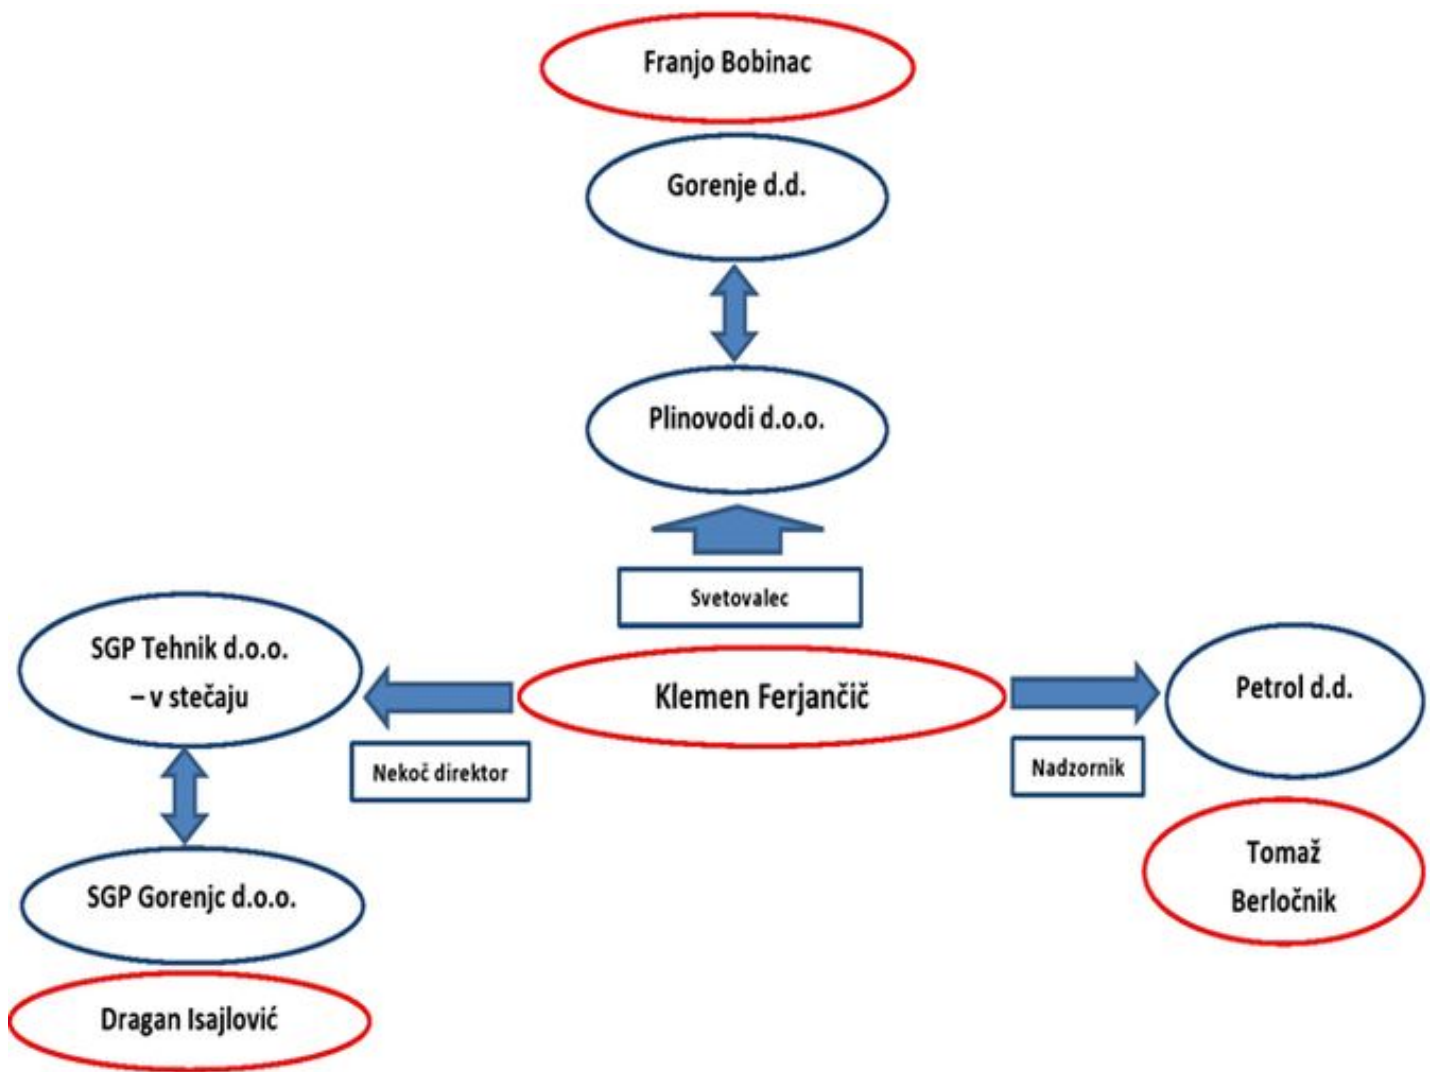 Franjo Bobinac
Gorenje d.d.
Plinovodi d.o.o.
Svetovalec
SGP Tehnik d.o.o.
– v stečaju
Klemen Ferjančič
Petrol d.d.
Nekoč direktor
Nadzornik
SGP Gorenjc d.o.o.
Tomaž
Berločnik
Dragan Isajlović